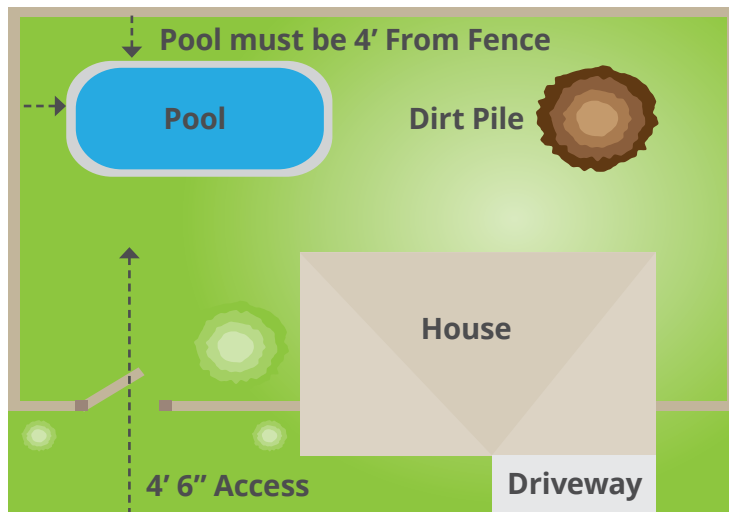 Pool must be 4’ From Fence
Pool
Dirt Pile
House
4’ 6” Access
Driveway